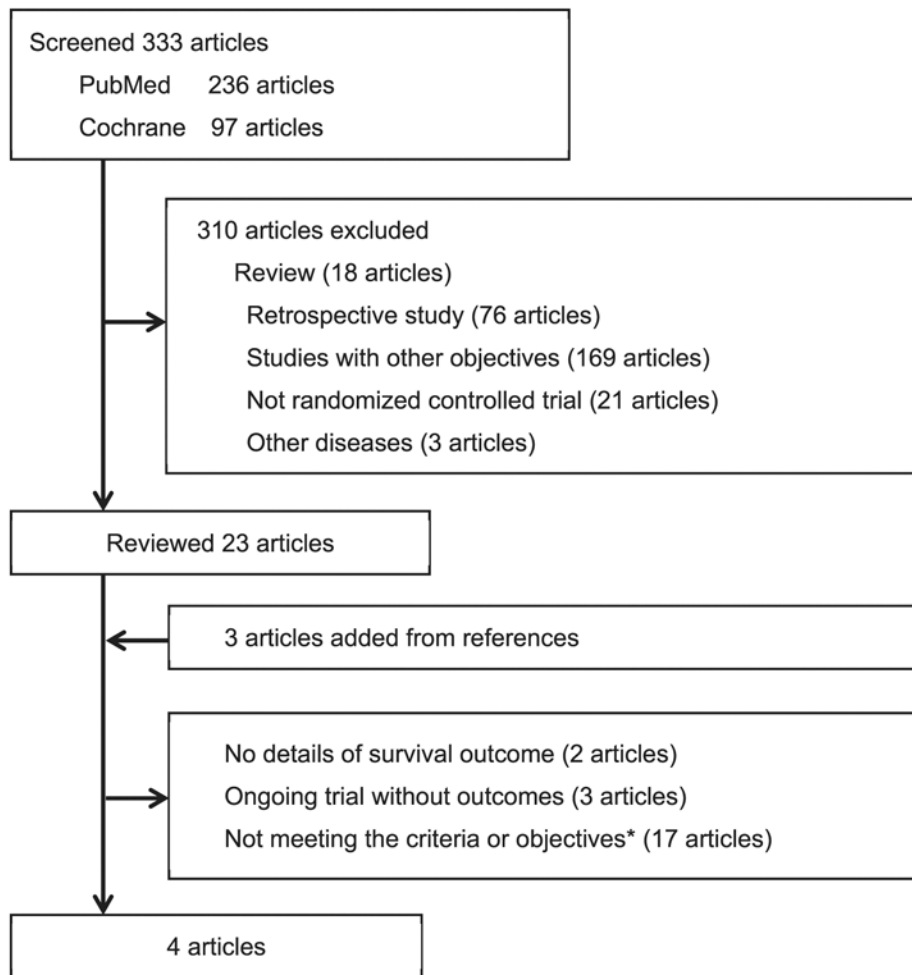 Screened 333 articles
PubMed 236 articles
Cochrane 97 articles
310 articles excluded
Review (18 articles)
Retrospective study (76 articles)
Studies with other objectives (169 articles)
Not randomized controlled trial (21 articles)
Other diseases (3 articles)
Reviewed 23 articles
3 articles added from references
No details of survival outcome (2 articles)
Ongoing trial without outcomes (3 articles)
Not meeting the criteria or objectives* (17 articles)
4 articles